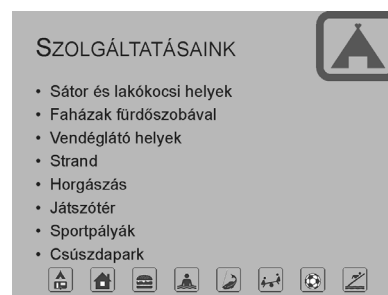 SZOLGÁLTATÁSAINK
• Sátor és lakókocsi helyek
• Faházak fürdőszobával
• Vendéglátó helyek
• Strand
• Horgászás
• Játszótér
• Sportpályák
• Csúszdapark